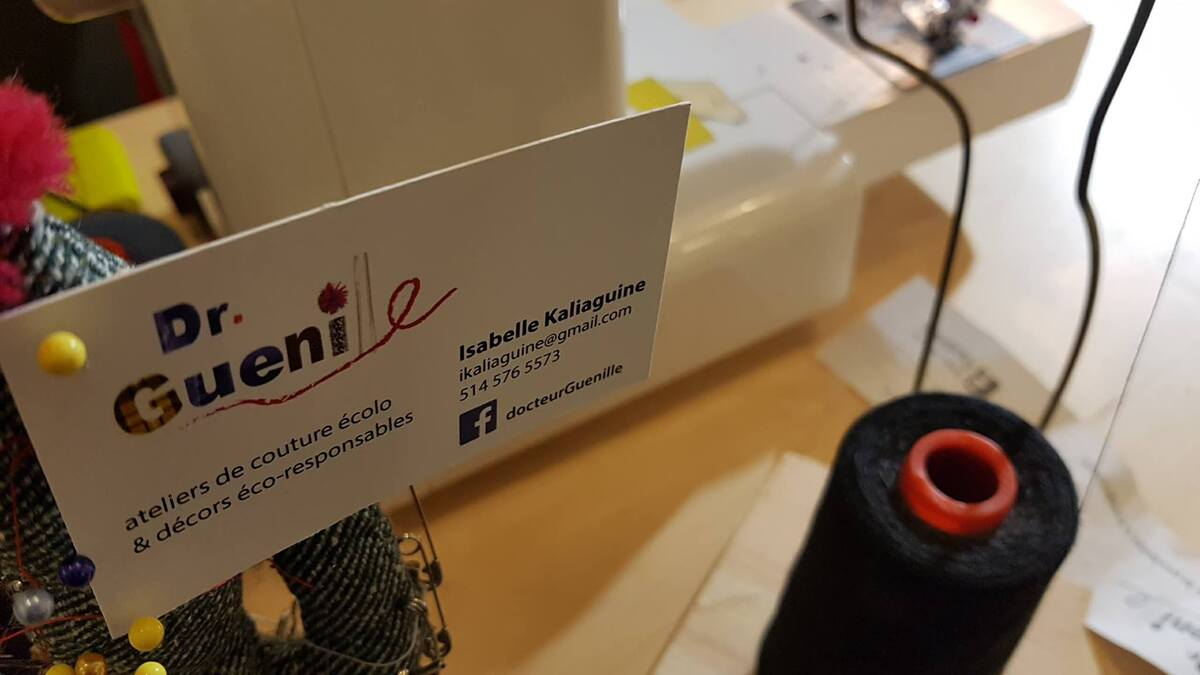 Dr.
Guenille
ateliers de couture écolo
& décors éco-responsables
Isabelle Kaliaguine
ikaliaguine@gmail.com
514 576 5573
f docteurGuenille